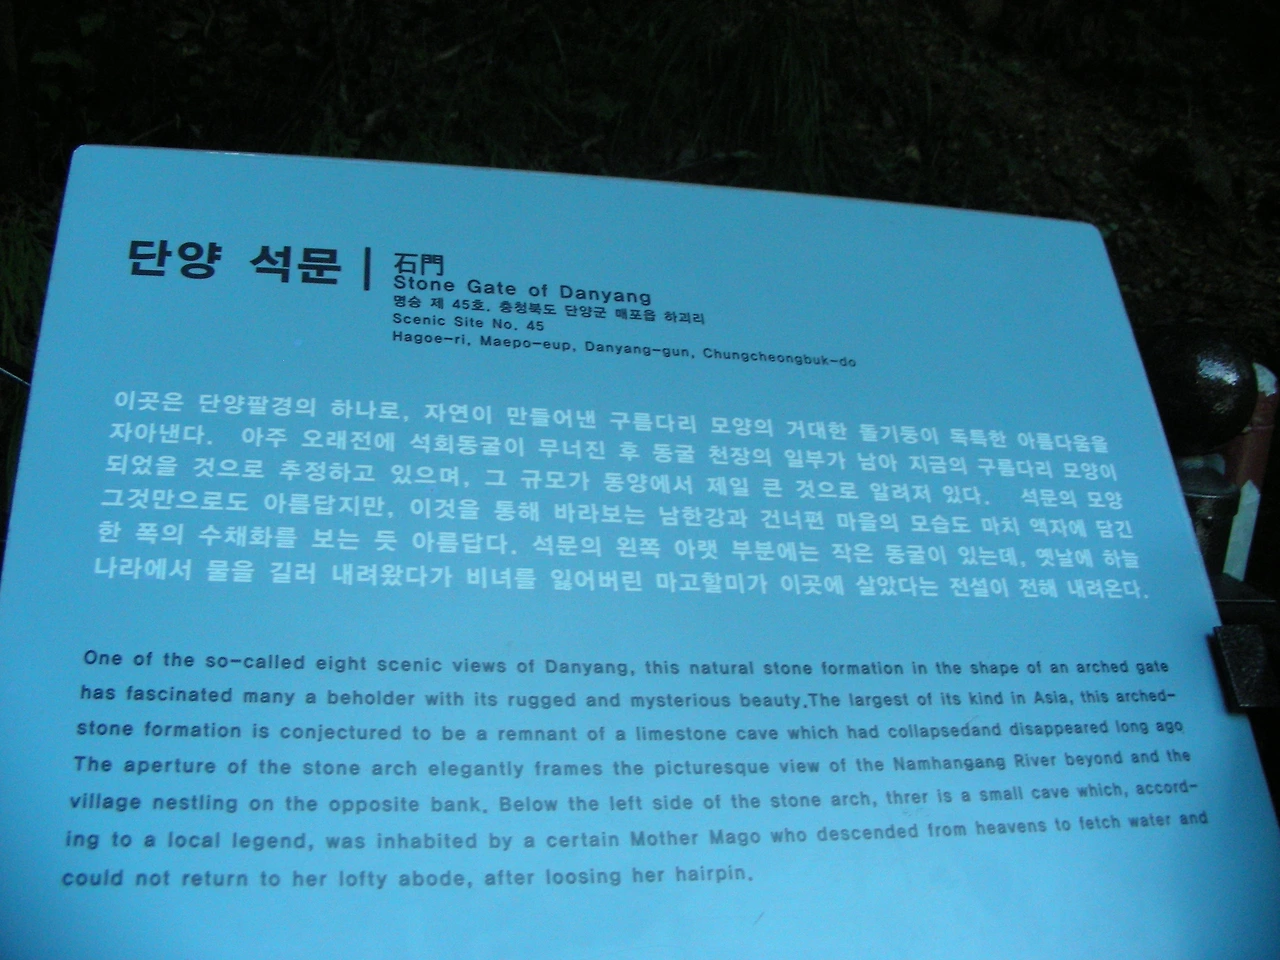 단양 석문 | 石門
Stone Gate of Danyang
명승 제 45호. 충청북도 단양군 매포읍 하괴리
Scenic Site No. 45
Hagoe-ri, Maepo-eup, Danyang-gun, Chungcheongbuk-do
이곳은 단양팔경의 하나로, 자연이 만들어낸 구름다리 모양의 거대한 돌기둥이 독특한 아름다움을
자아낸다. 아주 오래전에 석회동굴이 무너진 후 동굴 천장의 일부가 남아 지금의 구름다리 모양이
되었을 것으로 추정하고 있으며, 그 규모가 동양에서 제일 큰 것으로 알려져 있다. 석문의 모양
그것만으로도 아름답지만, 이것을 통해 바라보는 남한강과 건너편 마을의 모습도 마치 액자에 담긴
한 폭의 수채화를 보는 듯 아름답다. 석문의 왼쪽 아랫 부분에는 작은 동굴이 있는데, 옛날에 하늘
나라에서 물을 길러 내려왔다가 비녀를 잃어버린 마고할미가 이곳에 살았다는 전설이 전해 내려온다.
One of the so-called eight scenic views of Danyang, this natural stone formation in the shape of an arched gate
has fascinated many a beholder with its rugged and mysterious beauty.The largest of its kind in Asia, this arched-
stone formation is conjectured to be a remnant of a limestone cave which had collapsedand disappeared long ago
The aperture of the stone arch elegantly frames the picturesque view of the Namhangang River beyond and the
village nestling on the opposite bank. Below the left side of the stone arch, threr is a small cave which, accord-
ing to a local legend, was inhabited by a certain Mother Mago who descended from heavens to fetch water and
could not return to her lofty abode, after loosing her hairpin.